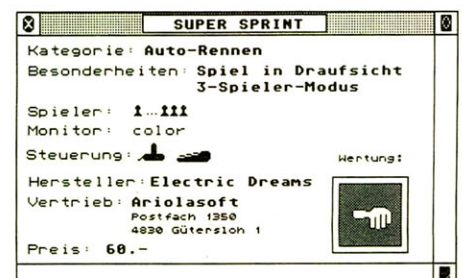 SUPER SPRINT
Kategorie: Auto-Rennen
Besonderheiten: Spiel in Draufsicht
3-Spieler-Modus
Spieler:
Monitor: color
Steuerung:
Wertung:
Hersteller: Electric Dreams
Vertrieb: Ariolasoft
Postfach 1350
4830 Gütersloh 1
Preis: 60.-